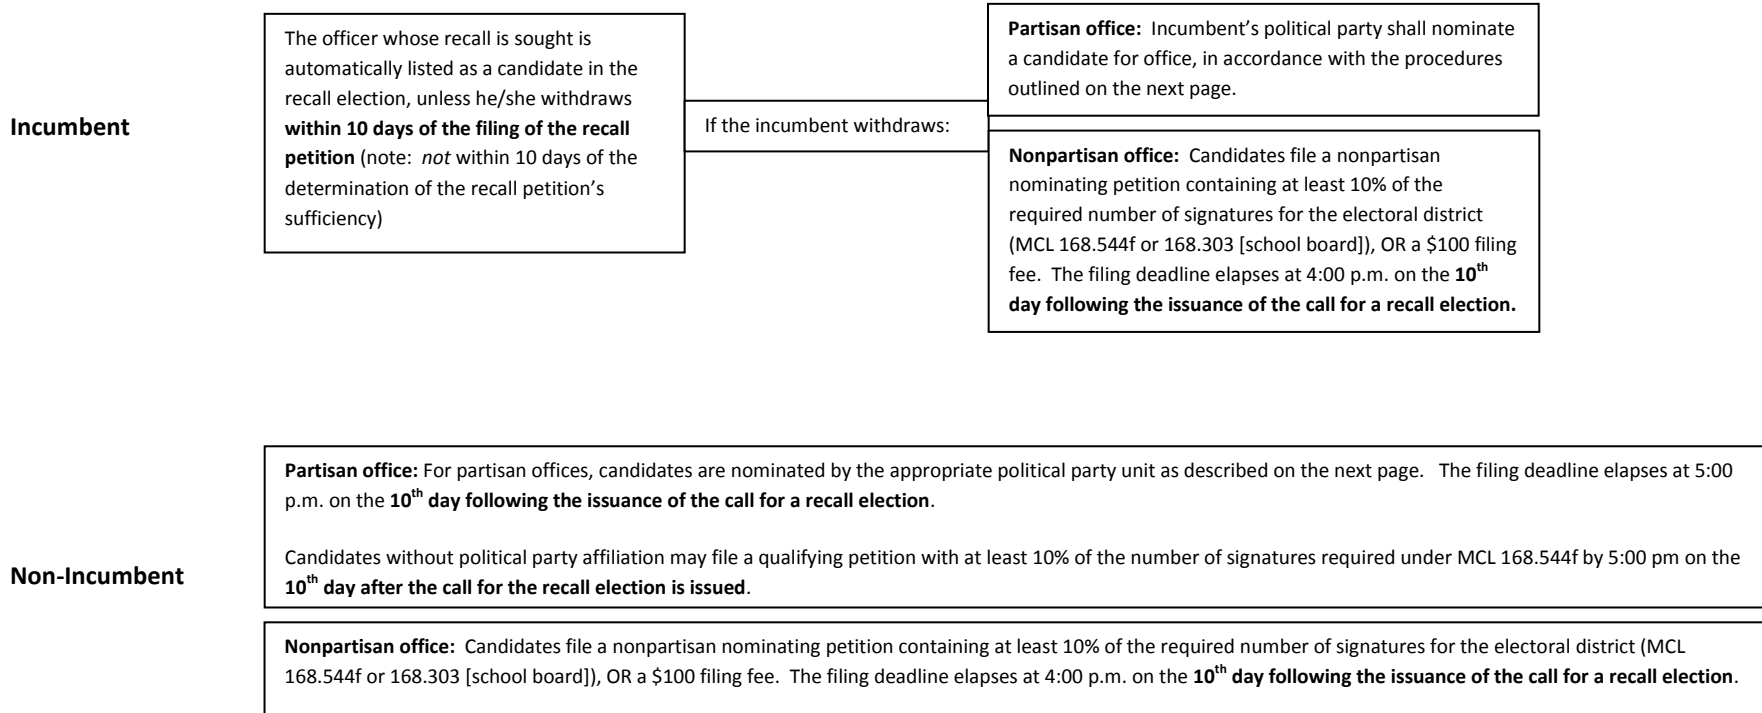 Incumbent
The officer whose recall is sought is
automatically listed as a candidate in the
recall election, unless he/she withdraws
within 10 days of the filing of the recall
petition (note:  not within 10 days of the
determination of the recall petition’s
sufficiency)
If the incumbent withdraws:
Partisan office:  Incumbent’s political party shall nominate
a candidate for office, in accordance with the procedures
outlined on the next page.
Nonpartisan office:  Candidates file a nonpartisan
nominating petition containing at least 10% of the
required number of signatures for the electoral district
(MCL 168.544f or 168.303 [school board]), OR a $100 filing
fee.  The filing deadline elapses at 4:00 p.m. on the 10th
day following the issuance of the call for a recall election.
Non-Incumbent
Partisan office: For partisan offices, candidates are nominated by the appropriate political party unit as described on the next page.   The filing deadline elapses at 5:00
p.m. on the 10th day following the issuance of the call for a recall election.
Candidates without political party affiliation may file a qualifying petition with at least 10% of the number of signatures required under MCL 168.544f by 5:00 pm on the
10th day after the call for the recall election is issued.
Nonpartisan office:  Candidates file a nonpartisan nominating petition containing at least 10% of the required number of signatures for the electoral district (MCL
168.544f or 168.303 [school board]), OR a $100 filing fee.  The filing deadline elapses at 4:00 p.m. on the 10th day following the issuance of the call for a recall election.